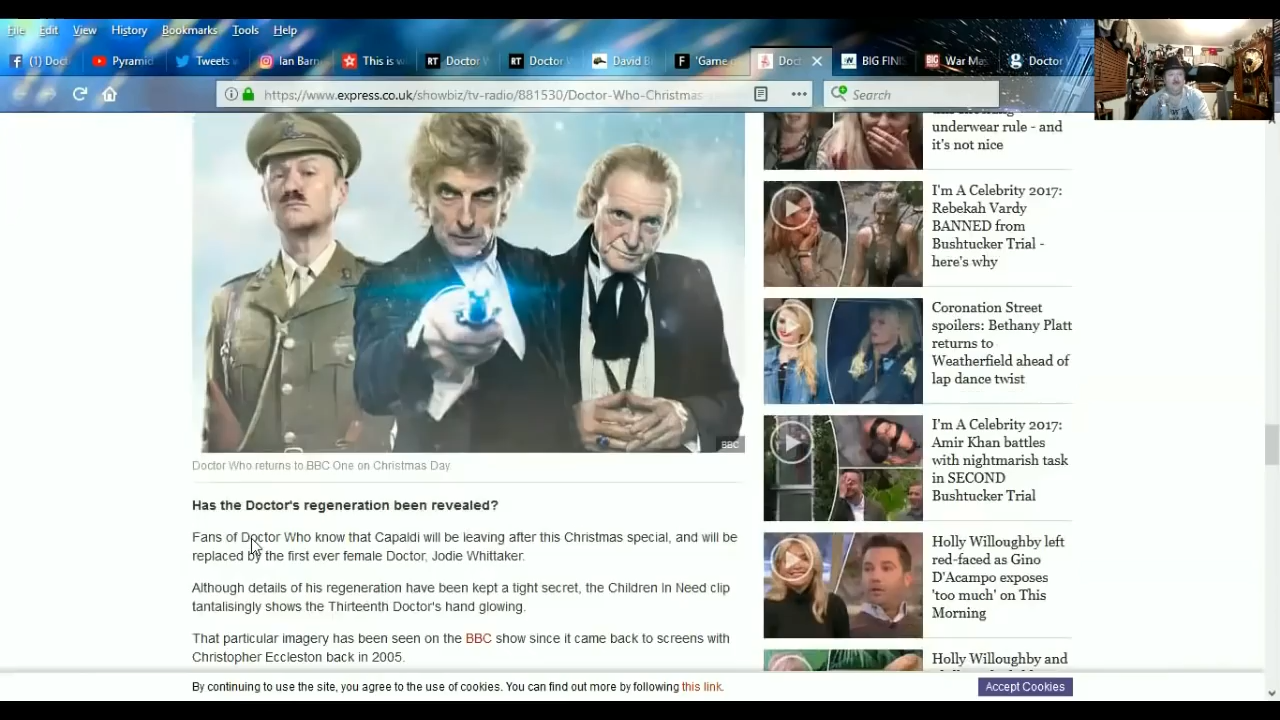 File Edit View History Bookmarks Tools Help
(1) Doct
Pyramid
Tweets
Ian Barn
This is w
Doctor
Doctor
David B
'Game o
Doct
BIG FINIS
War Mas
Doctor
https://www.express.co.uk/showbiz/tv-radio/881530/Doctor-Who-Christmas-
Search
BBC
Doctor Who returns to BBC One on Christmas Day
Has the Doctor's regeneration been revealed?
Fans of Doctor Who know that Capaldi will be leaving after this Christmas special, and will be
replaced by the first ever female Doctor, Jodie Whittaker.
Although details of his regeneration have been kept a tight secret, the Children In Need clip
tantalisingly shows the Thirteenth Doctor's hand glowing.
That particular imagery has been seen on the BBC show since it came back to screens with
Christopher Eccleston back in 2005.
underwear rule - and
it's not nice
I'm A Celebrity 2017:
Rebekah Vardy
BANNED from
Bushtucker Trial -
here's why
Coronation Street
spoilers: Bethany Platt
returns to
Weatherfield ahead of
lap dance twist
I'm A Celebrity 2017:
Amir Khan battles
with nightmarish task
in SECOND
Bushtucker Trial
Holly Willoughby left
red-faced as Gino
D'Acampo exposes
'too much' on This
Morning
Holly Willoughby and
By continuing to use the site, you agree to the use of cookies. You can find out more by following this link.
Accept Cookies